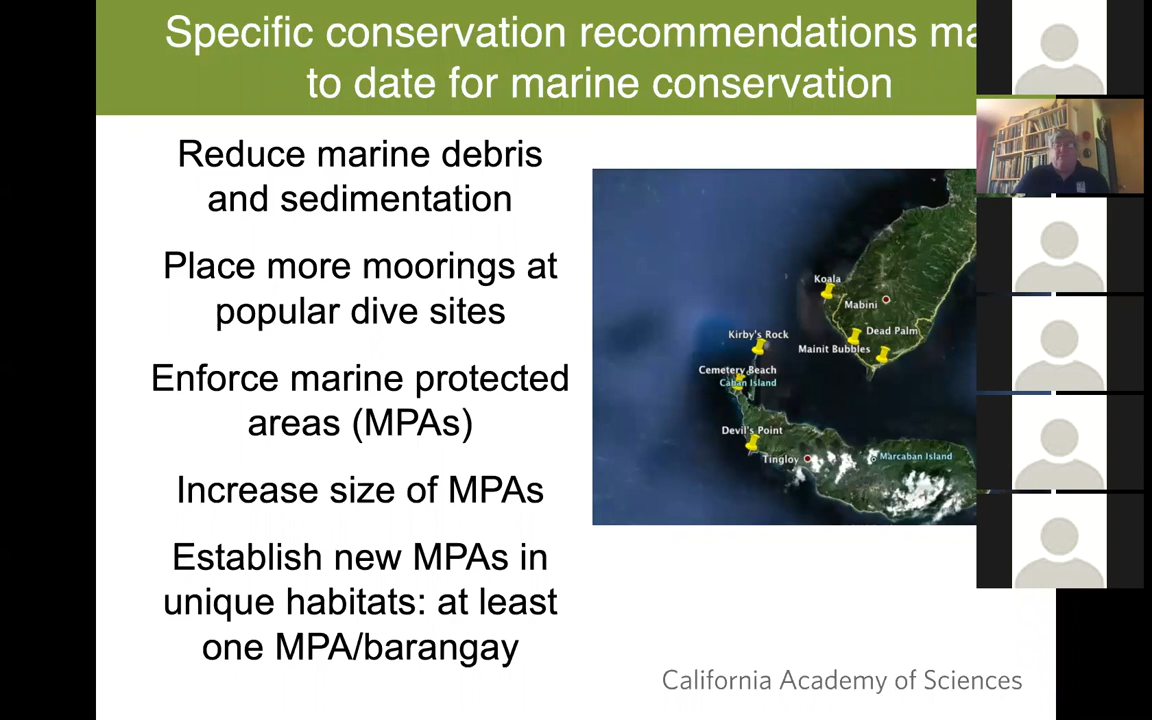 Specific conservation recommendations ma
to date for marine conservation
Reduce marine debris
and sedimentation
Place more moorings at
popular dive sites
Enforce marine protected
areas (MPAs)
Increase size of MPAs
Establish new MPAs in
unique habitats: at least
one MPA/barangay
Koala
Mabini
Dead Palm
Kirby's Rock
Mainit Bubbles
Cemetery Beach
Caban Island
Devil's Point
Tingloy
Marcaban Island
California Academy of Sciences